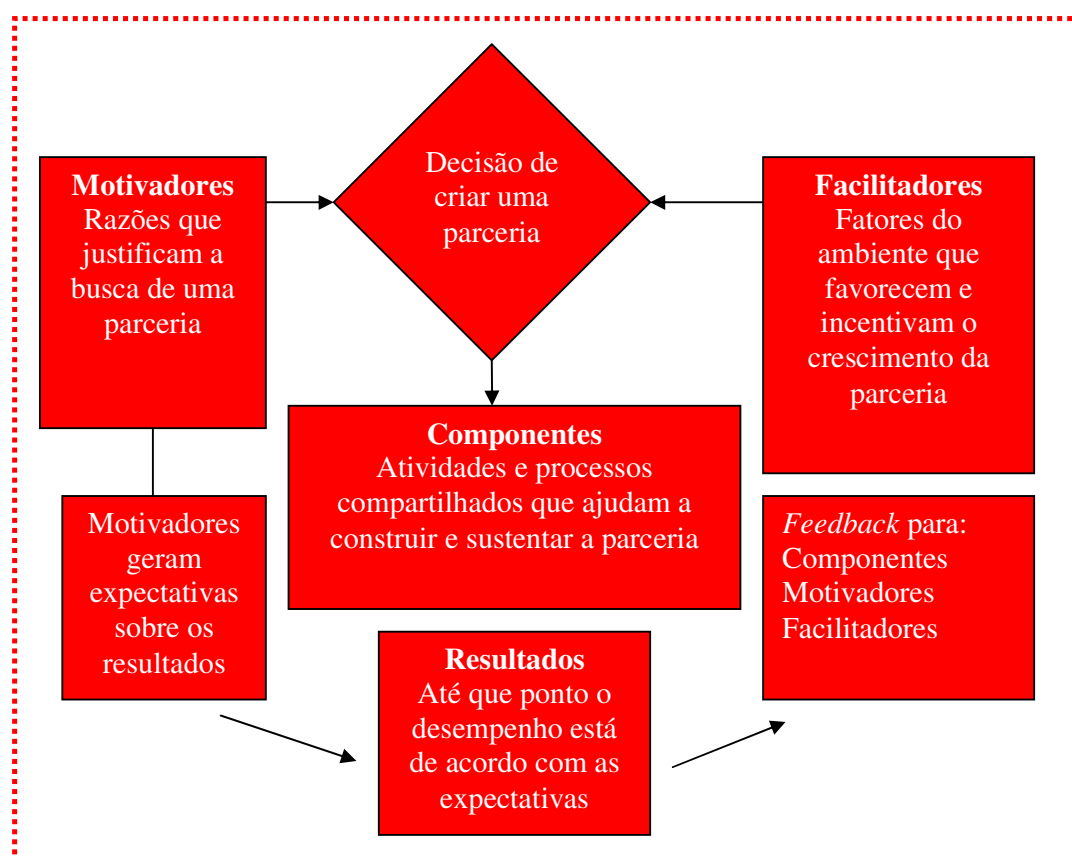 Decisão de
criar uma
parceria
Motivadores
Razões que
justificam a
busca de uma
parceria
Facilitadores
Fatores do
ambiente que
favorecem e
incentivam o
crescimento da
parceria
Componentes
Atividades e processos
compartilhados que ajudam a
construir e sustentar a parceria
Motivadores
geram
expectativas
sobre os
resultados
Feedback para:
Componentes
Motivadores
Facilitadores
Resultados
Até que ponto o
desempenho está
de acordo com as
expectativas